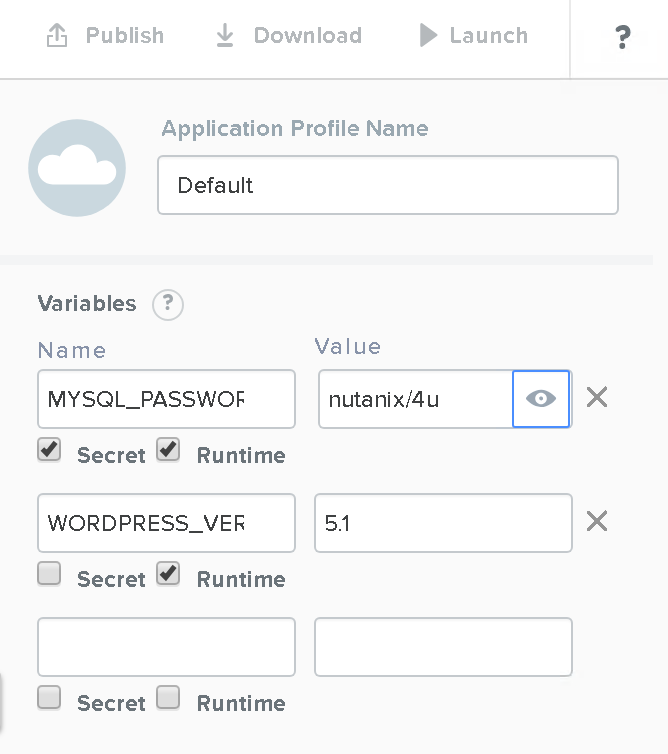 Publish Download Launch ?
Application Profile Name
Default
Variables ?
Name Value
MYSQL_PASSWOR nutanix/4u
Secret Runtime
WORDPRESS_VER 5.1
Secret Runtime
Secret Runtime